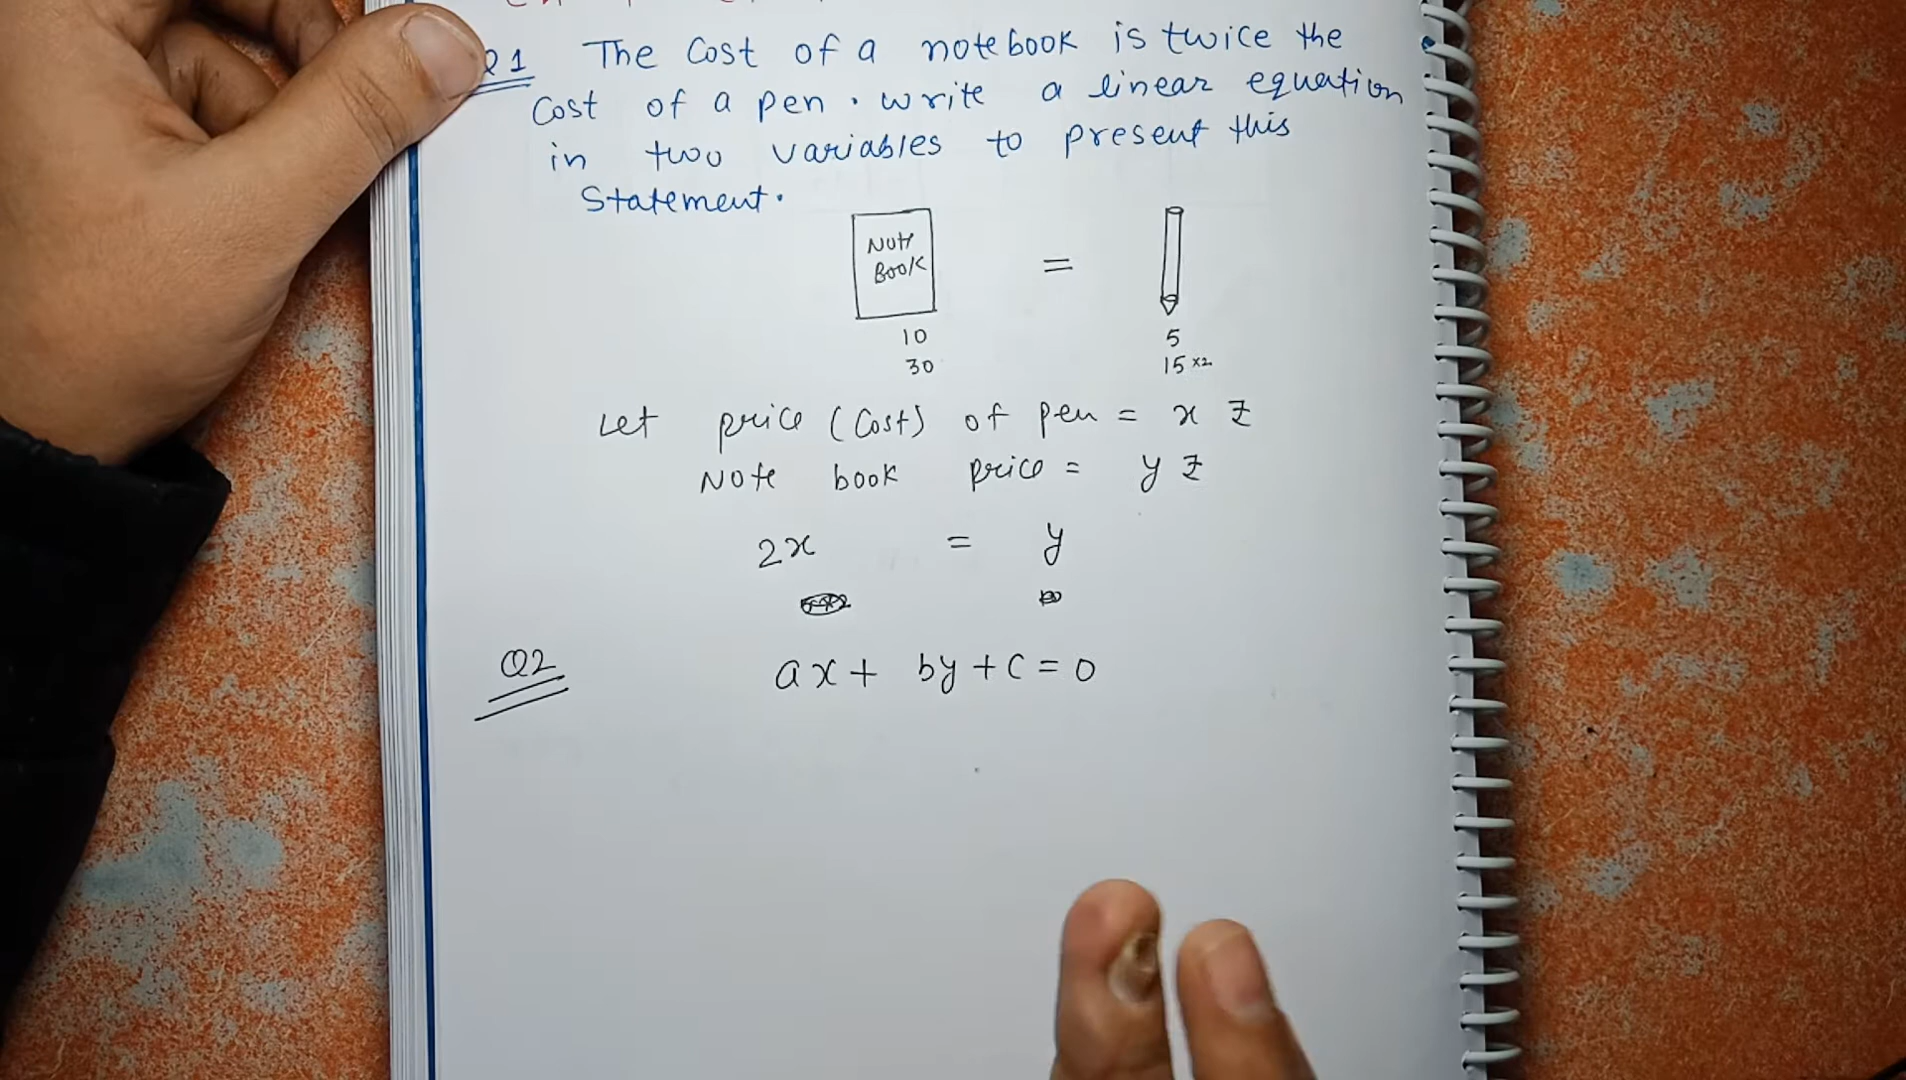 Q1 The Cost of a notebook is twice the
Cost of a pen. write a linear equation
in two variables to present this
Statement.
Note
Book
=
10
5
30
15 ×2
Let price (Cost) of pen = x ₹
Note book price = y ₹
2x = y
Q2 ax + by + c = 0